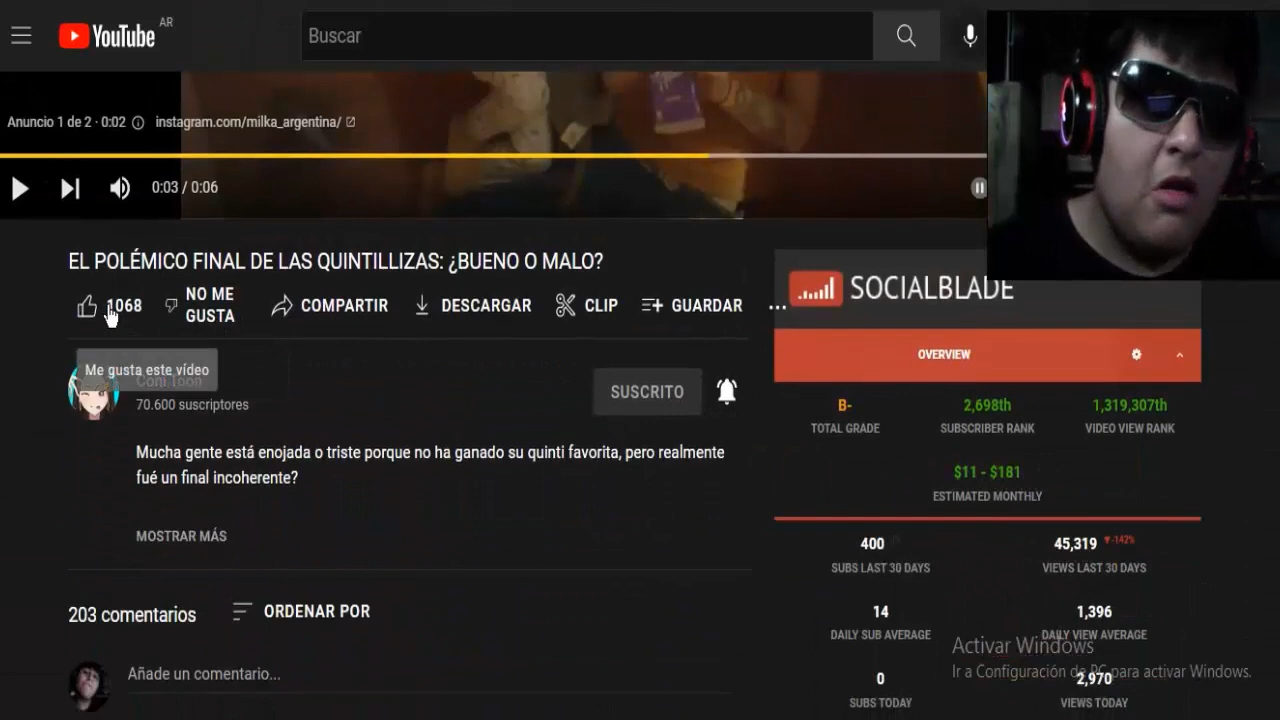 YouTube AR
Buscar
Anuncio 1 de 2 · 0:02 instagram.com/milka_argentina/
0:03 / 0:06
EL POLÉMICO FINAL DE LAS QUINTILLIZAS: ¿BUENO O MALO?
1068 NO ME GUSTA COMPARTIR DESCARGAR CLIP GUARDAR ...
Me gusta este vídeo
Comi Toon
70.600 suscriptores
SUSCRITO
Mucha gente está enojada o triste porque no ha ganado su quinti favorita, pero realmente
fué un final incoherente?
MOSTRAR MÁS
203 comentarios ORDENAR POR
Añade un comentario...
SOCIALBLADE
OVERVIEW
B- 2,698th 1,319,307th
TOTAL GRADE SUBSCRIBER RANK VIDEO VIEW RANK
$11 - $181
ESTIMATED MONTHLY
400 45,319 -142%
SUBS LAST 30 DAYS VIEWS LAST 30 DAYS
14 1,396
DAILY SUB AVERAGE DAILY VIEW AVERAGE
0 2,970
SUBS TODAY VIEWS TODAY
Activar Windows
Ir a Configuración de PC para activar Windows.